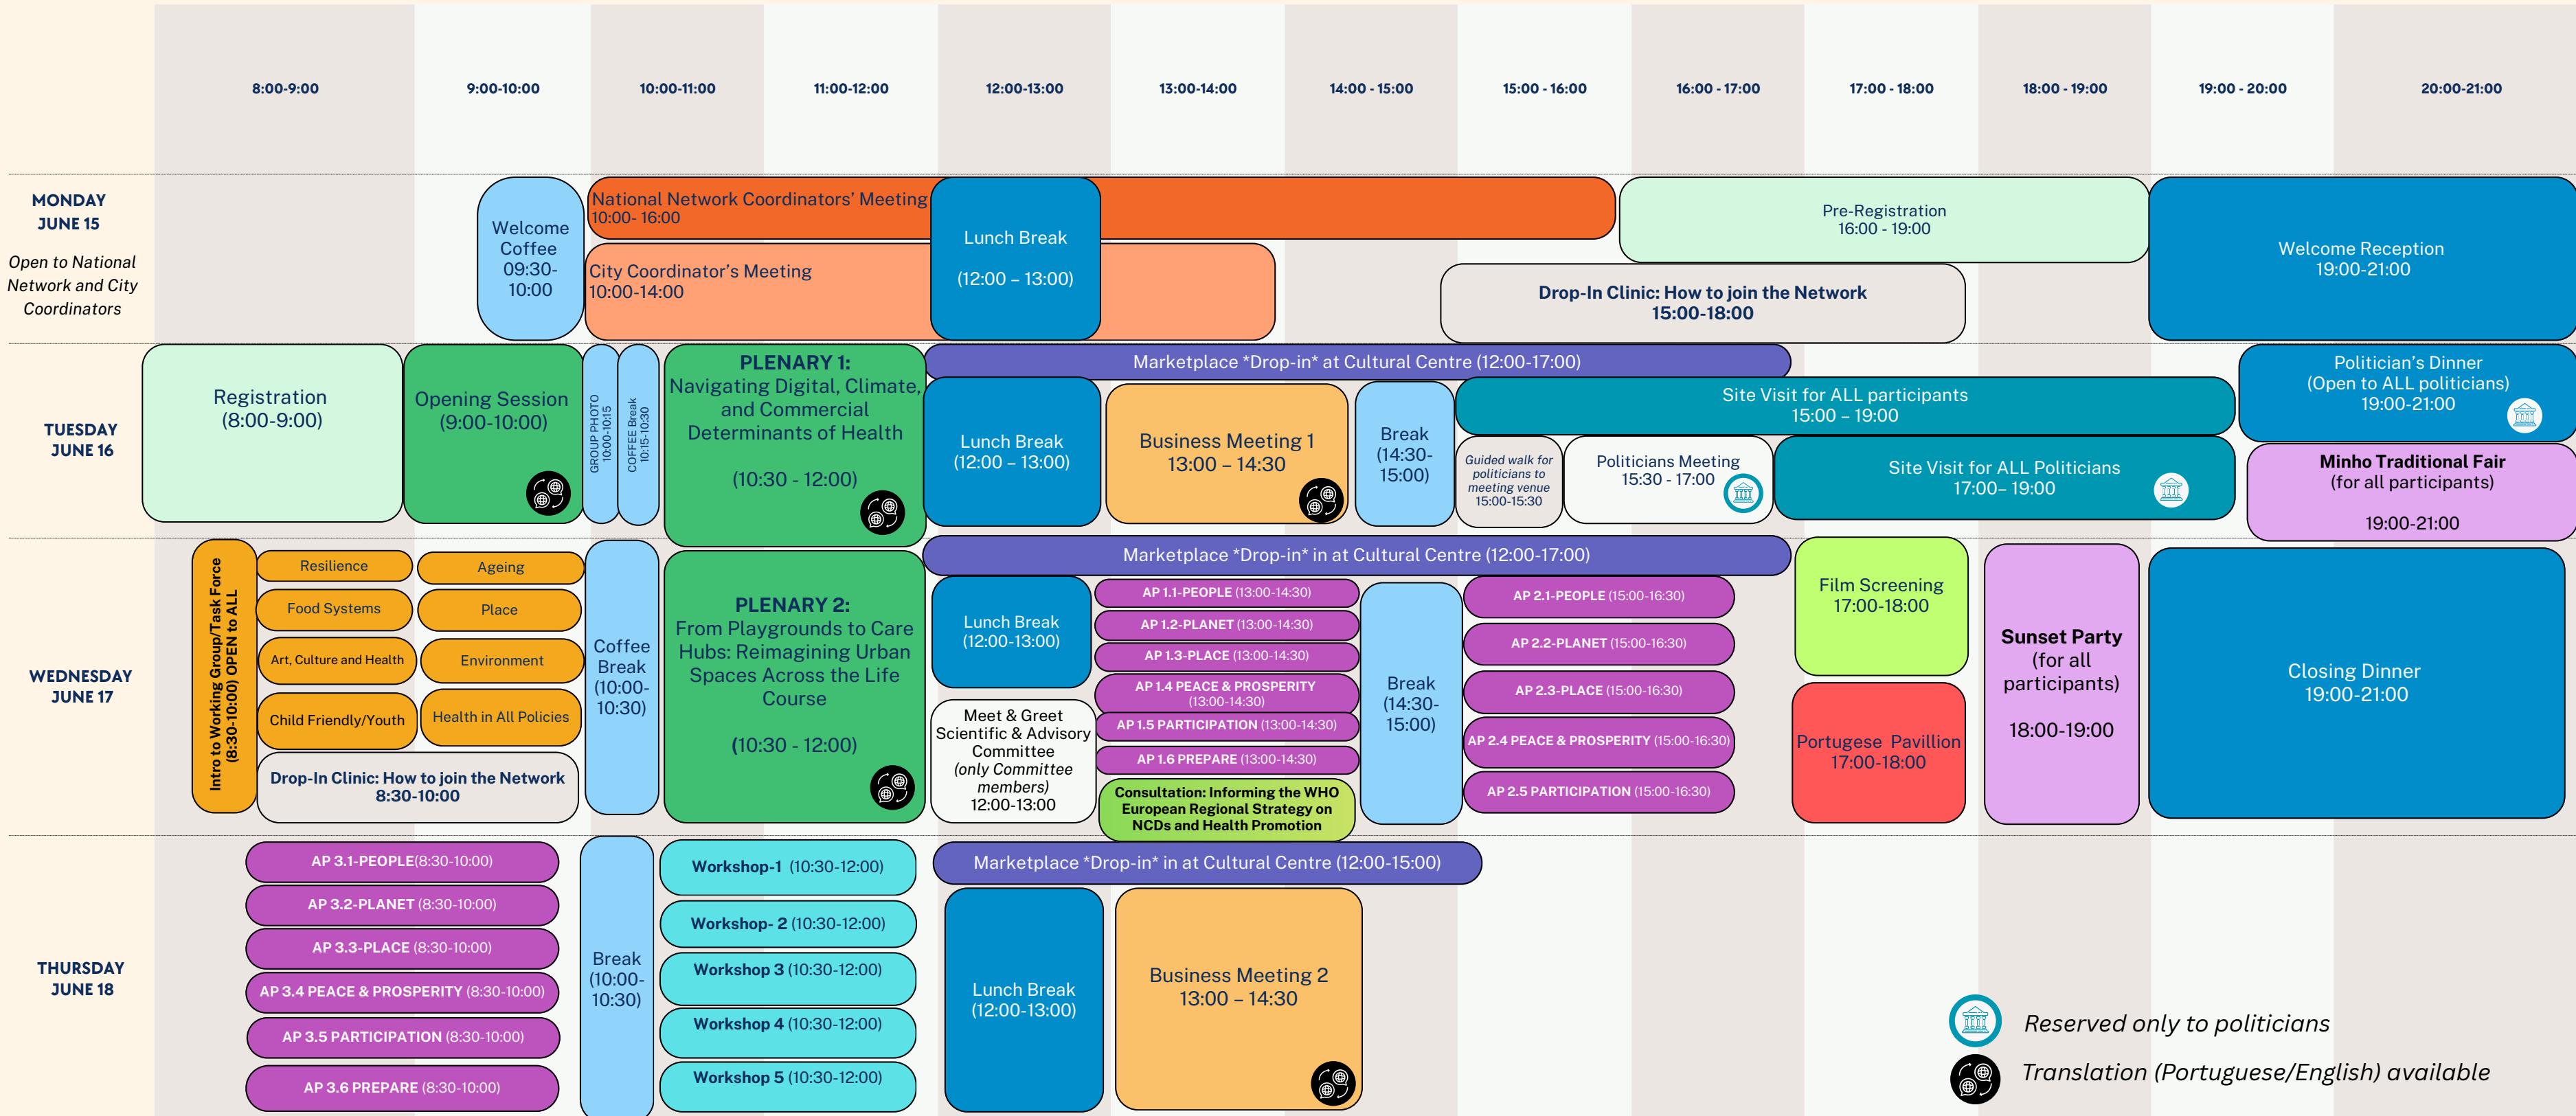 8:00-9:00
9:00-10:00
10:00-11:00
11:00-12:00
12:00-13:00
13:00-14:00
14:00 - 15:00
15:00 - 16:00
16:00 - 17:00
17:00 - 18:00
18:00 - 19:00
19:00 - 20:00
20:00-21:00
MONDAY
JUNE 15
Open to National
Network and City
Coordinators
Welcome
Coffee
09:30-
10:00
National Network Coordinators' Meeting
10:00- 16:00
City Coordinator's Meeting
10:00-14:00
Lunch Break
(12:00 – 13:00)
Pre-Registration
16:00 - 19:00
Drop-In Clinic: How to join the Network
15:00-18:00
Welcome Reception
19:00-21:00
TUESDAY
JUNE 16
Registration
(8:00-9:00)
Opening Session
(9:00-10:00)
GROUP PHOTO
10:00-10:15
COFFEE Break
10:15-10:30
PLENARY 1:
Navigating Digital, Climate,
and Commercial
Determinants of Health
(10:30 - 12:00)
Marketplace *Drop-in* at Cultural Centre (12:00-17:00)
Lunch Break
(12:00 – 13:00)
Business Meeting 1
13:00 – 14:30
Break
(14:30-
15:00)
Site Visit for ALL participants
15:00 – 19:00
Guided walk for
politicians to
meeting venue
15:00-15:30
Politicians Meeting
15:30 - 17:00
Site Visit for ALL Politicians
17:00– 19:00
Politician's Dinner
(Open to ALL politicians)
19:00-21:00
Minho Traditional Fair
(for all participants)
19:00-21:00
WEDNESDAY
JUNE 17
Intro to Working Group/Task Force
(8:30-10:00) OPEN to ALL
Resilience
Food Systems
Art, Culture and Health
Child Friendly/Youth
Ageing
Place
Environment
Health in All Policies
Drop-In Clinic: How to join the Network
8:30-10:00
Coffee
Break
(10:00-
10:30)
PLENARY 2:
From Playgrounds to Care
Hubs: Reimagining Urban
Spaces Across the Life
Course
(10:30 - 12:00)
Marketplace *Drop-in* in at Cultural Centre (12:00-17:00)
Lunch Break
(12:00-13:00)
Meet & Greet
Scientific & Advisory
Committee
(only Committee
members)
12:00-13:00
AP 1.1-PEOPLE (13:00-14:30)
AP 1.2-PLANET (13:00-14:30)
AP 1.3-PLACE (13:00-14:30)
AP 1.4 PEACE & PROSPERITY
(13:00-14:30)
AP 1.5 PARTICIPATION (13:00-14:30)
AP 1.6 PREPARE (13:00-14:30)
Consultation: Informing the WHO
European Regional Strategy on
NCDs and Health Promotion
Break
(14:30-
15:00)
AP 2.1-PEOPLE (15:00-16:30)
AP 2.2-PLANET (15:00-16:30)
AP 2.3-PLACE (15:00-16:30)
AP 2.4 PEACE & PROSPERITY (15:00-16:30)
AP 2.5 PARTICIPATION (15:00-16:30)
Film Screening
17:00-18:00
Portugese Pavillion
17:00-18:00
Sunset Party
(for all
participants)
18:00-19:00
Closing Dinner
19:00-21:00
THURSDAY
JUNE 18
AP 3.1-PEOPLE(8:30-10:00)
AP 3.2-PLANET (8:30-10:00)
AP 3.3-PLACE (8:30-10:00)
AP 3.4 PEACE & PROSPERITY (8:30-10:00)
AP 3.5 PARTICIPATION (8:30-10:00)
AP 3.6 PREPARE (8:30-10:00)
Break
(10:00-
10:30)
Workshop-1 (10:30-12:00)
Workshop- 2 (10:30-12:00)
Workshop 3 (10:30-12:00)
Workshop 4 (10:30-12:00)
Workshop 5 (10:30-12:00)
Marketplace *Drop-in* in at Cultural Centre (12:00-15:00)
Lunch Break
(12:00-13:00)
Business Meeting 2
13:00 – 14:30
Reserved only to politicians
Translation (Portuguese/English) available